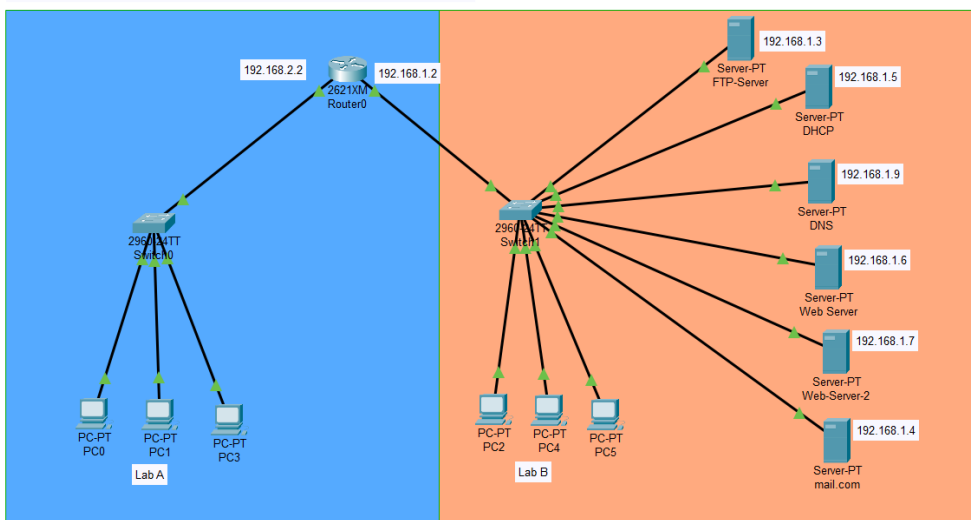 192.168.2.2
192.168.1.2
2621XM
Router0
192.168.1.3
Server-PT
FTP-Server
192.168.1.5
Server-PT
DHCP
192.168.1.9
Server-PT
DNS
2960-24TT
Switch0
2960-24TT
Switch1
192.168.1.6
Server-PT
Web Server
192.168.1.7
Server-PT
Web-Server-2
192.168.1.4
Server-PT
mail.com
PC-PT
PC0
PC-PT
PC1
PC-PT
PC3
Lab A
PC-PT
PC2
PC-PT
PC4
PC-PT
PC5
Lab B